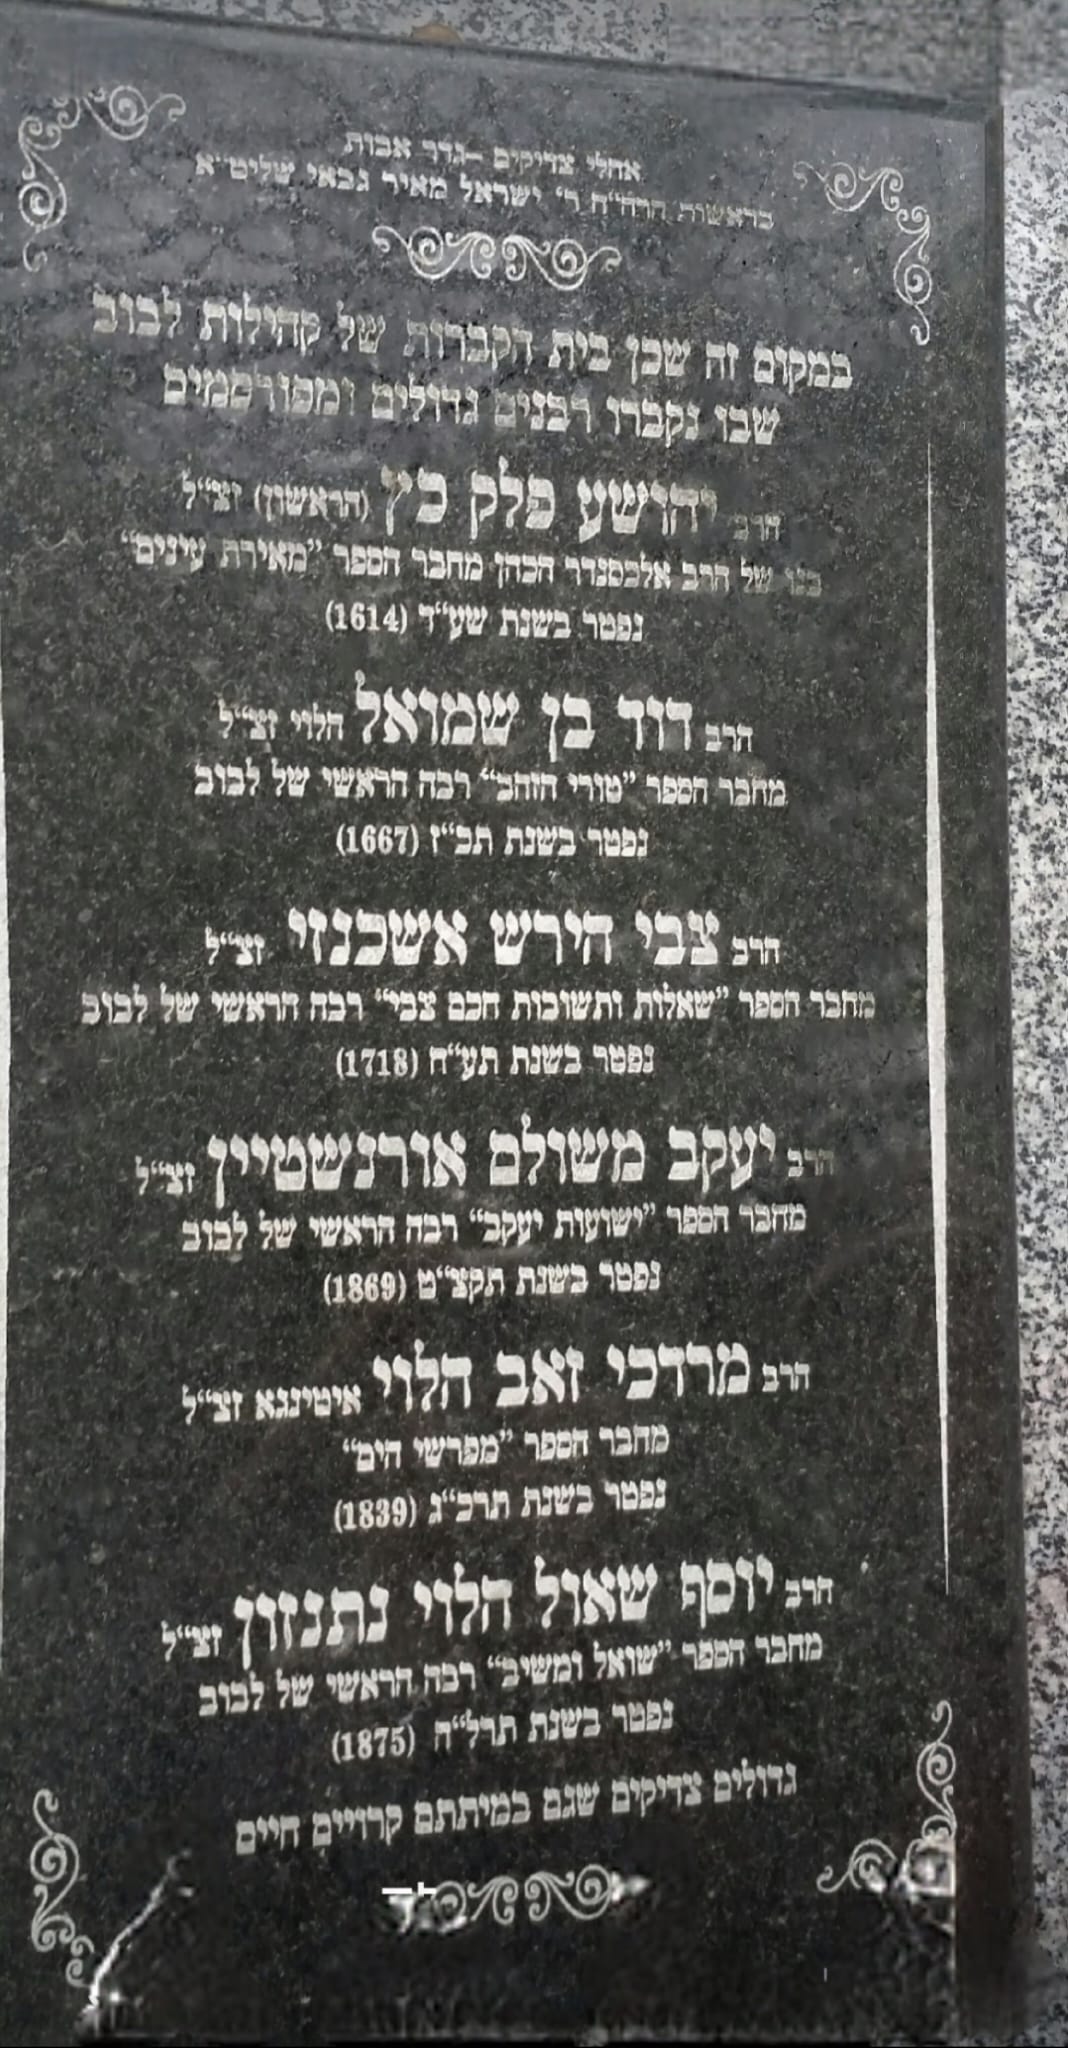 אהלי צדיקים – גדר אבות
בראשות הרה"ח ר' ישראל מאיר גבאי שליט"א
במקום זה שכן בית הקברות של קהילות לבוב
שבו נקברו רבנים גדולים ומפורסמים
הרב יהושע פלק כץ (הראשון) זצ"ל
בנו של הרב אלכסנדר הכהן מחבר הספר "מאירת עינים"
נפטר בשנת שע"ד (1614)
הרב דוד בן שמואל הלוי זצ"ל
מחבר הספר "טורי הזהב" רבה הראשי של לבוב
נפטר בשנת תכ"ז (1667)
הרב צבי הירש אשכנזי זצ"ל
מחבר הספר "שאלות ותשובות חכם צבי" רבה הראשי של לבוב
נפטר בשנת תע"ח (1718)
הרב יעקב משולם אורנשטיין זצ"ל
מחבר הספר "ישועות יעקב" רבה הראשי של לבוב
נפטר בשנת תקצ"ט (1869)
הרב מרדכי זאב הלוי איטינגא זצ"ל
מחבר הספר "מפרשי הים"
נפטר בשנת תרכ"ג (1839)
הרב יוסף שאול הלוי נתנזון זצ"ל
מחבר הספר "שואל ומשיב" רבה הראשי של לבוב
נפטר בשנת תרל"ה (1875)
גדולים צדיקים שגם במיתתם קרויים חיים